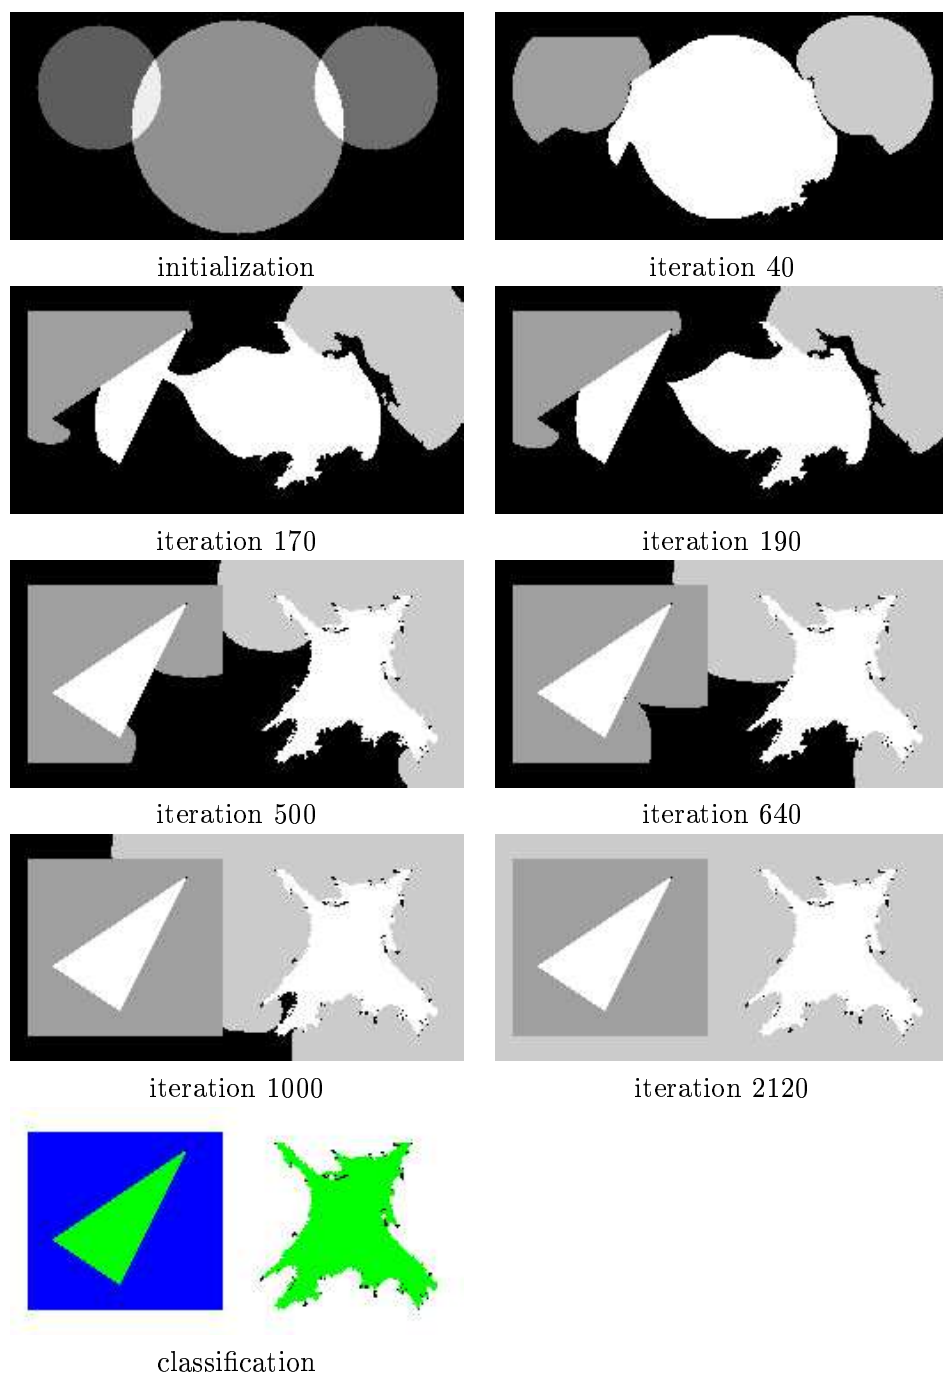 initialization
iteration 40
iteration 170
iteration 190
iteration 500
iteration 640
iteration 1000
iteration 2120
classification